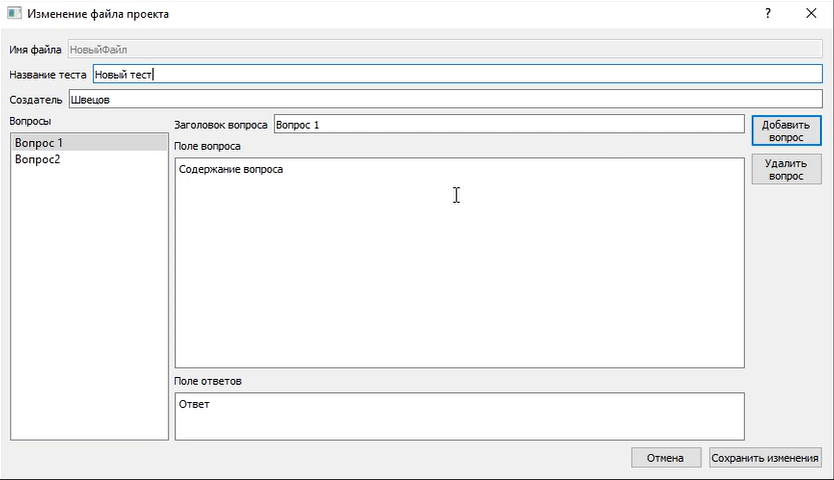 Изменение файла проекта
?
Имя файла НовыйФайл
Название теста Новый тест
Создатель Швецов
Вопросы
Вопрос 1
Вопрос2
Заголовок вопроса Вопрос 1
Поле вопроса
Содержание вопроса
Поле ответов
Ответ
Добавить
вопрос
Удалить
вопрос
Отмена
Сохранить изменения